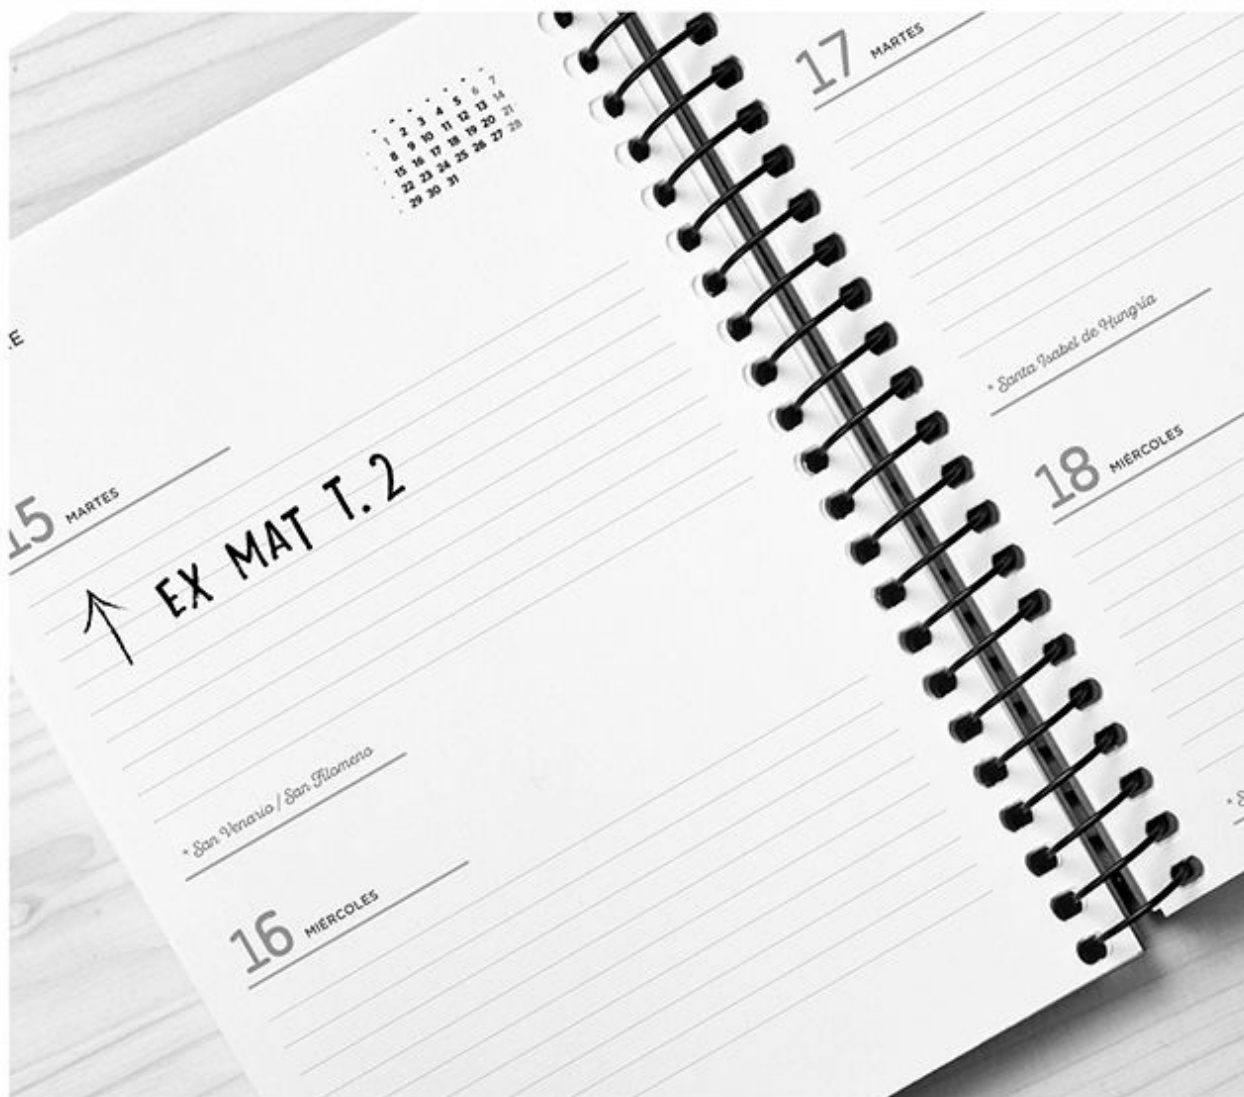 1 2 3 4 5 6 7
8 9 10 11 12 13 14
15 16 17 18 19 20 21
22 23 24 25 26 27 28
29 30 31
15 MARTES
EX MAT T. 2
* San Venario / San Filomeno
16 MIÉRCOLES
17 MARTES
* Santa Isabel de Hungría
18 MIÉRCOLES